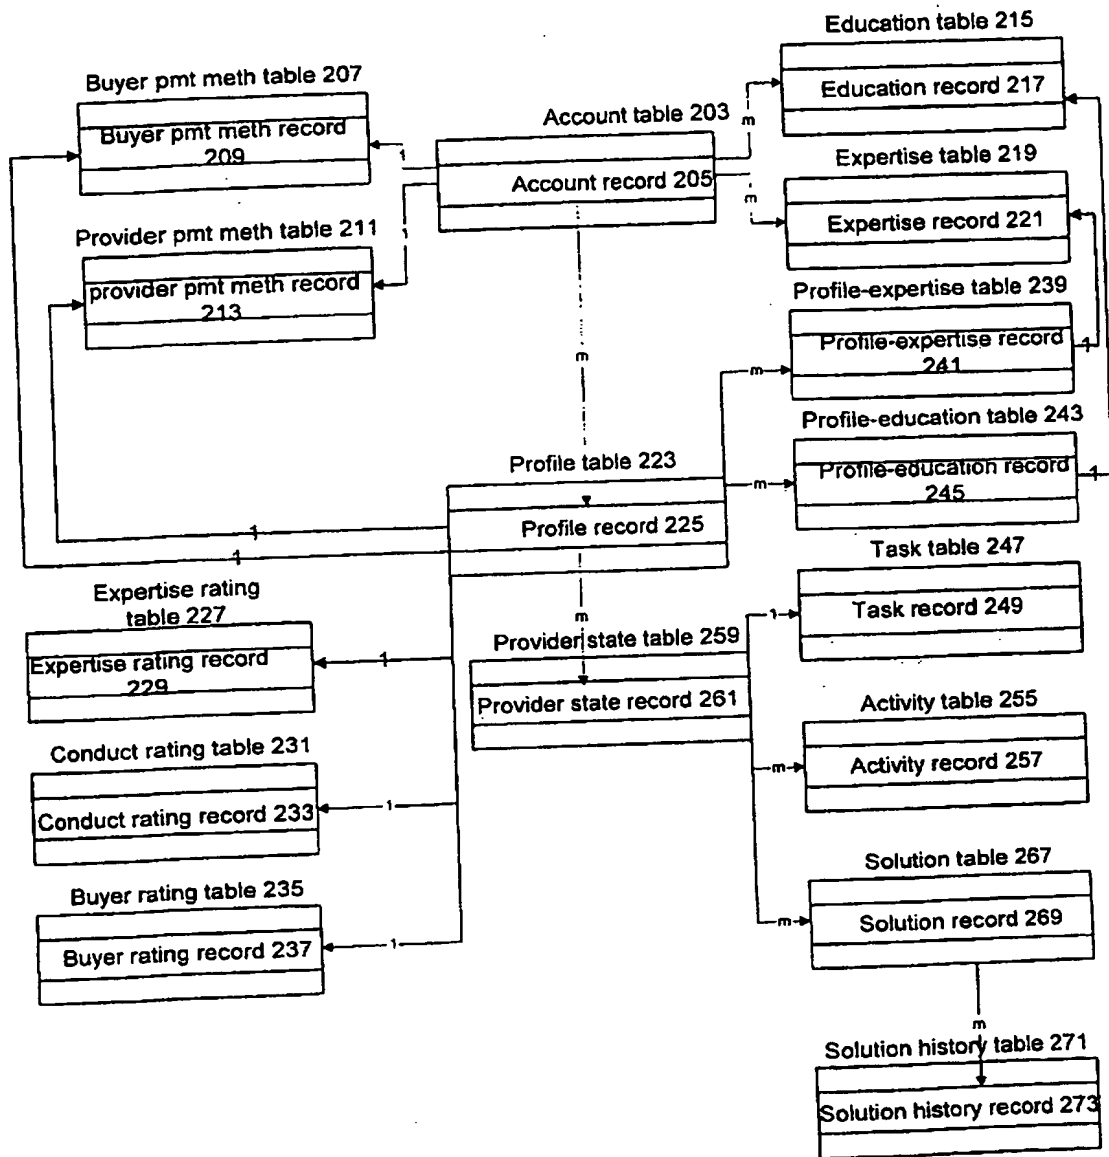 Education table 215
Education record 217
Buyer pmt meth table 207
Buyer pmt meth record
209
1
Account table 203
Account record 205
m
m
Expertise table 219
Expertise record 221
Provider pmt meth table 211
provider pmt meth record
213
1
Profile-expertise table 239
Profile-expertise record
241
1
m
m
Profile-education table 243
Profile-education record
245
1
m
Profile table 223
Profile record 225
1
1
Task table 247
Task record 249
1
Expertise rating
table 227
Expertise rating record
229
1
m
Provider state table 259
Provider state record 261
Activity table 255
Activity record 257
m
Conduct rating table 231
Conduct rating record 233
1
Solution table 267
Solution record 269
m
Buyer rating table 235
Buyer rating record 237
1
m
Solution history table 271
Solution history record 273